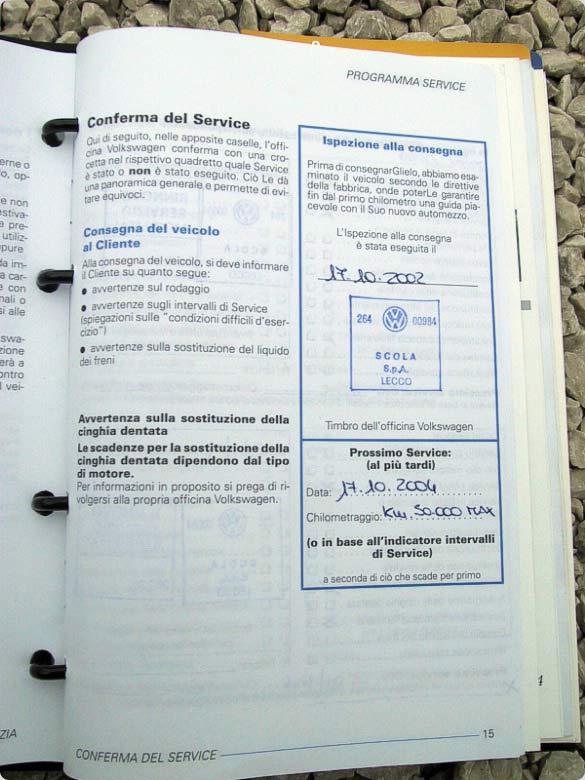 PROGRAMMA SERVICE
Conferma del Service
Qui di seguito, nelle apposite caselle, l'offi-
cina Volkswagen conferma con una cro-
cetta nel rispettivo quadretto quale Service
è stato o non è stato eseguito. Ciò Le dà
una panoramica generale e permette di evi-
tare equivoci.
Consegna del veicolo
al Cliente
Alla consegna del veicolo, si deve informare
il Cliente su quanto segue:
● avvertenze sul rodaggio
● avvertenze sugli intervalli di Service
(spiegazioni sulle "condizioni difficili d'eser-
cizio")
● avvertenze sulla sostituzione del liquido
dei freni
Avvertenza sulla sostituzione della
cinghia dentata
Le scadenze per la sostituzione della
cinghia dentata dipendono dal tipo
di motore.
Per informazioni in proposito si prega di ri-
volgersi alla propria officina Volkswagen.
Ispezione alla consegna
Prima di consegnarGlielo, abbiamo esa-
minato il veicolo secondo le direttive
della fabbrica, onde poterLe garantire
fin dal primo chilometro una guida pia-
cevole con il Suo nuovo automezzo.
L'Ispezione alla consegna
è stata eseguita il
17.10.2002
264 00984
SCOLA
S.p.A.
LECCO
Timbro dell'officina Volkswagen
Prossimo Service:
(al più tardi)
Data: 17.10.2004
Chilometraggio: Km. 50.000 MAX
(o in base all'indicatore intervalli
di Service)
a seconda di ciò che scade per primo
CONFERMA DEL SERVICE
15